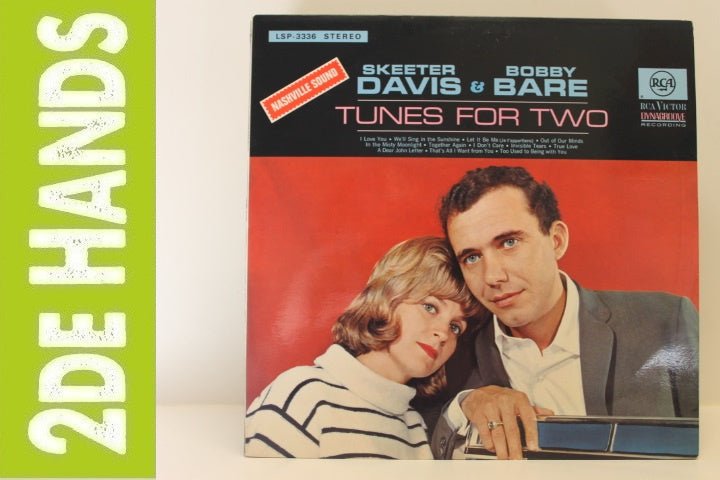 2DE HANDS
LSP-3336 STEREO
NASHVILLE SOUND
SKEETER DAVIS & BOBBY BARE
TUNES FOR TWO
I Love You • We'll Sing in the Sunshine • Let It Be Me (Je t'appartiens) • Out of Our Minds
In the Misty Moonlight • Together Again • I Don't Care • Invisible Tears • True Love
A Dear John Letter • That's All I Want from You • Too Used to Being with You
RCA
RCA VICTOR
DYNAGROOVE
RECORDING